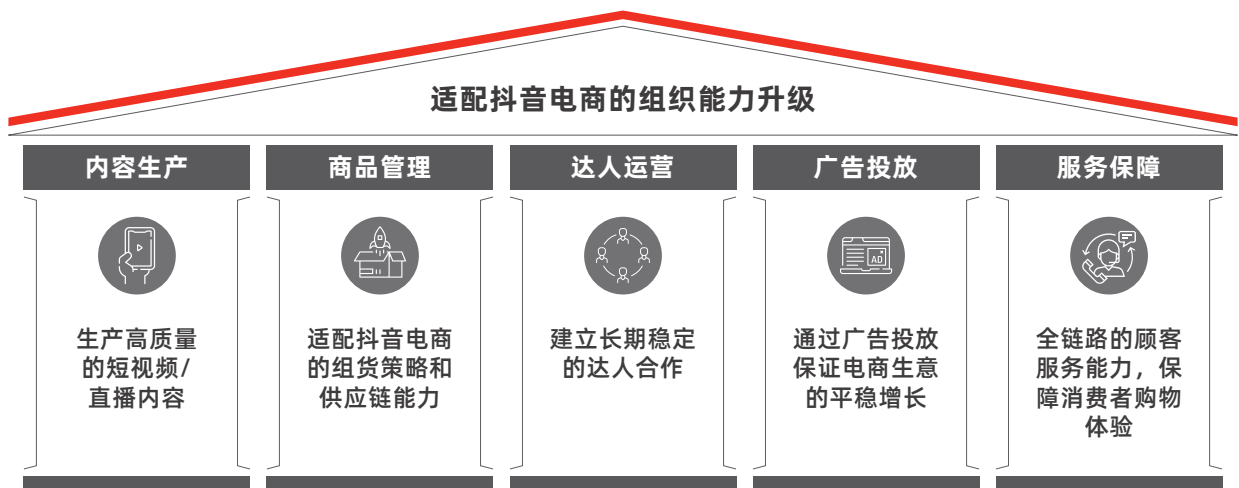 适配抖音电商的组织能力升级
内容生产
商品管理
达人运营
广告投放
服务保障
AD
生产高质量
的短视频/
直播内容
适配抖音电商
的组货策略和
供应链能力
建立长期稳定
的达人合作
通过广告投放
保证电商生意
的平稳增长
全链路的顾客
服务能力，保
障消费者购物
体验